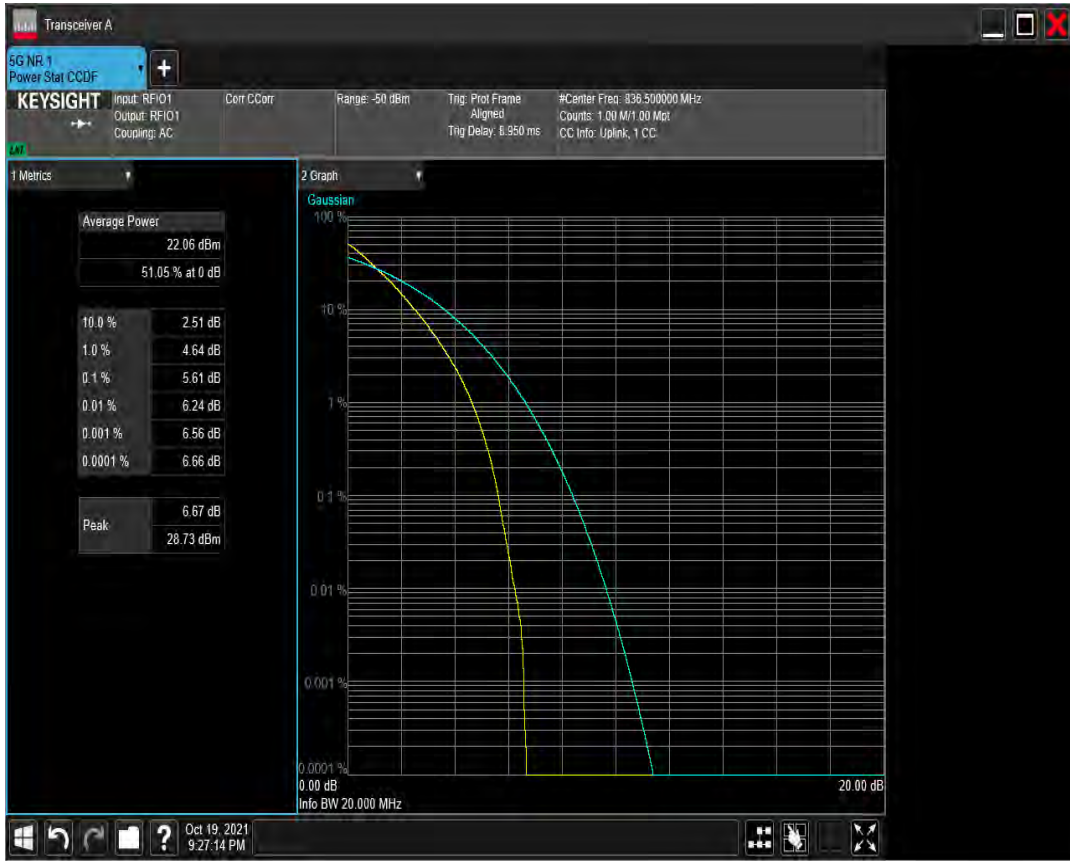 Transceiver A
5G NR 1
Power Stat CCDF
+
KEYSIGHT
Input: RFIO1
Output: RFIO1
Coupling: AC
Corr CCorr
Range: -50 dBm
Trig: Prot Frame
Aligned
Trig Delay: 8.950 ms
#Center Freq: 836.500000 MHz
Counts: 1.00 M/1.00 Mpt
CC Info: Uplink, 1 CC
1 Metrics
Average Power
22.06 dBm
51.05 % at 0 dB
10.0 % 2.51 dB
1.0 % 4.64 dB
0.1 % 5.61 dB
0.01 % 6.24 dB
0.001 % 6.56 dB
0.0001 % 6.66 dB
Peak
6.67 dB
28.73 dBm
2 Graph
Gaussian
100 %
10 %
1 %
0.1 %
0.01 %
0.001 %
0.0001 %
0.00 dB 20.00 dB
Info BW 20.000 MHz
?
Oct 19, 2021
9:27:14 PM